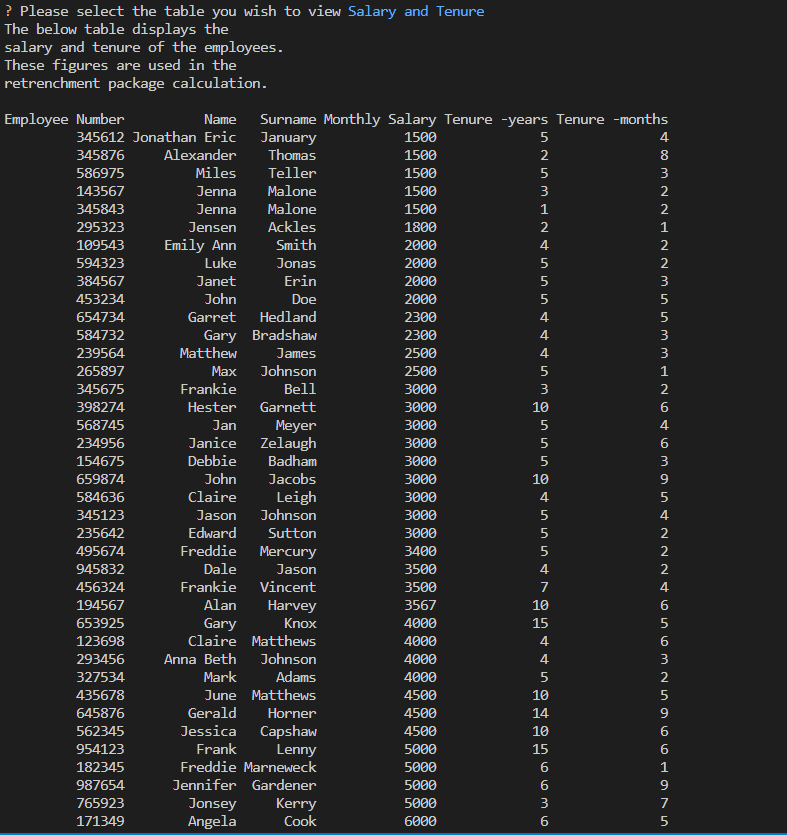 ? Please select the table you wish to view Salary and Tenure
The below table displays the
salary and tenure of the employees.
These figures are used in the
retrenchment package calculation.
Employee Number Name Surname Monthly Salary Tenure -years Tenure -months
345612 Jonathan Eric January 1500 5 4
345876 Alexander Thomas 1500 2 8
586975 Miles Teller 1500 5 3
143567 Jenna Malone 1500 3 2
345843 Jenna Malone 1500 1 2
295323 Jensen Ackles 1800 2 1
109543 Emily Ann Smith 2000 4 2
594323 Luke Jonas 2000 5 2
384567 Janet Erin 2000 5 3
453234 John Doe 2000 5 5
654734 Garret Hedland 2300 4 5
584732 Gary Bradshaw 2300 4 3
239564 Matthew James 2500 4 3
265897 Max Johnson 2500 5 1
345675 Frankie Bell 3000 3 2
398274 Hester Garnett 3000 10 6
568745 Jan Meyer 3000 5 4
234956 Janice Zelaugh 3000 5 6
154675 Debbie Badham 3000 5 3
659874 John Jacobs 3000 10 9
584636 Claire Leigh 3000 4 5
345123 Jason Johnson 3000 5 4
235642 Edward Sutton 3000 5 2
495674 Freddie Mercury 3400 5 2
945832 Dale Jason 3500 4 2
456324 Frankie Vincent 3500 7 4
194567 Alan Harvey 3567 10 6
653925 Gary Knox 4000 15 5
123698 Claire Matthews 4000 4 6
293456 Anna Beth Johnson 4000 4 3
327534 Mark Adams 4000 5 2
435678 June Matthews 4500 10 5
645876 Gerald Horner 4500 14 9
562345 Jessica Capshaw 4500 10 6
954123 Frank Lenny 5000 15 6
182345 Freddie Marneweck 5000 6 1
987654 Jennifer Gardener 5000 6 9
765923 Jonsey Kerry 5000 3 7
171349 Angela Cook 6000 6 5